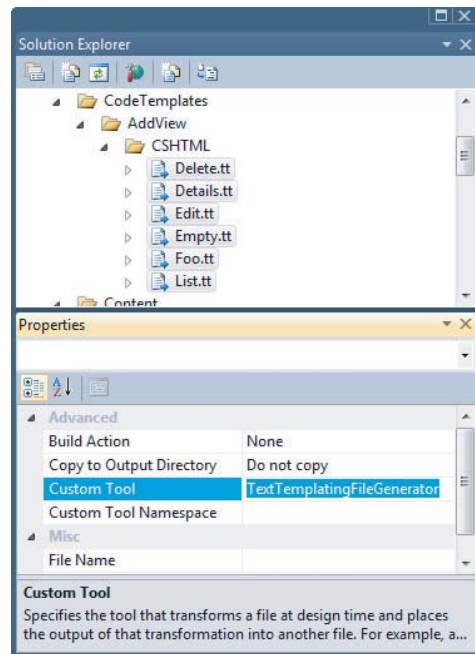 Solution Explorer
CodeTemplates
AddView
CSHTML
Delete.tt
Details.tt
Edit.tt
Empty.tt
Foo.tt
List.tt
Content
Properties
Advanced
Build Action None
Copy to Output Directory Do not copy
Custom Tool TextTemplatingFileGenerator
Custom Tool Namespace
Misc
File Name
Custom Tool
Specifies the tool that transforms a file at design time and places
the output of that transformation into another file. For example, a...